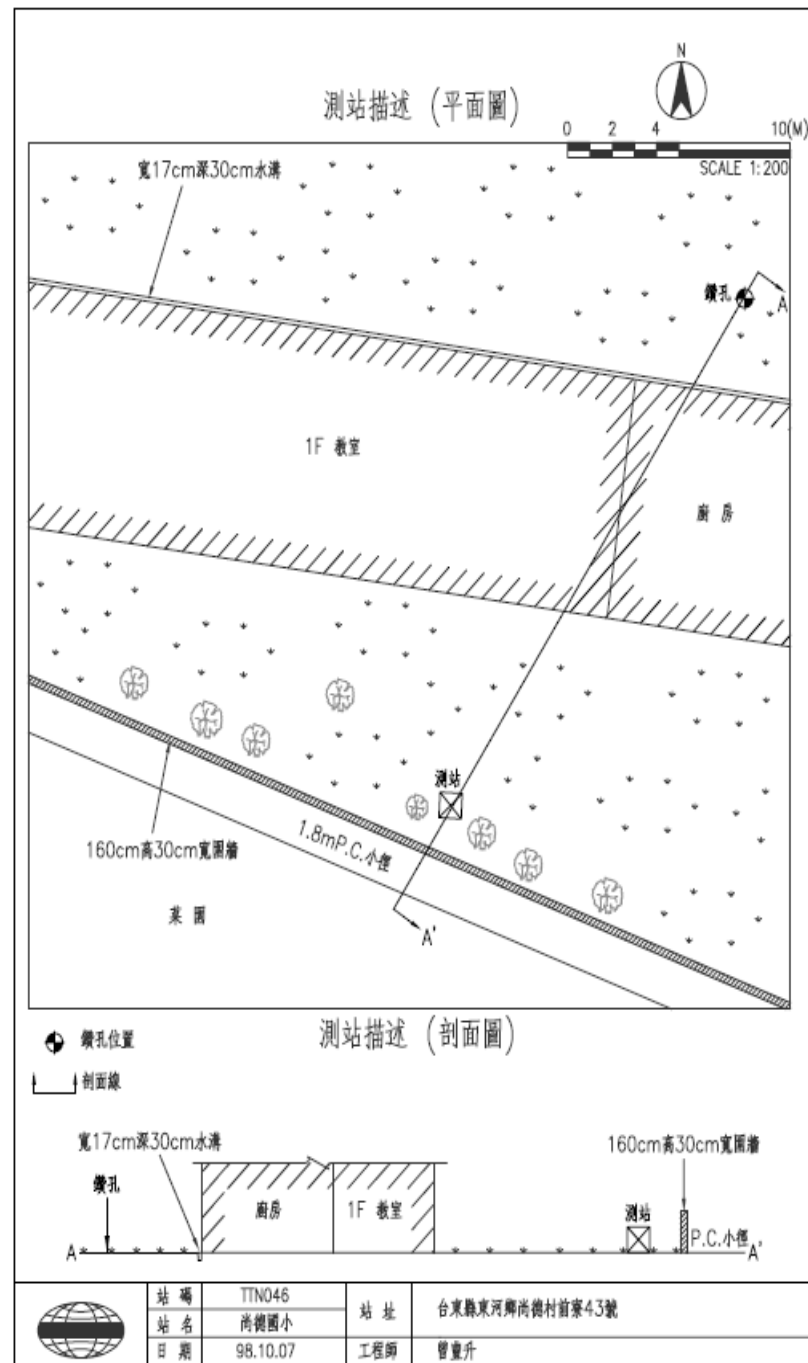 N
測站描述 (平面圖)
0 2 4 10(M)
SCALE 1:200
寬17cm深30cm水溝
鑽孔
A
1F 教室
廚房
測站
1.8mP.C.小徑
160cm高30cm寬圍牆
菜園
A'
鑽孔位置
測站描述 (剖面圖)
剖面線
寬17cm深30cm水溝
160cm高30cm寬圍牆
鑽孔
廚房
1F 教室
測站
P.C.小徑
A
A'
站碼 TTN046 站址 台東縣東河鄉尚德村首寮43號
站名 尚德國小
日期 98.10.07 工程師